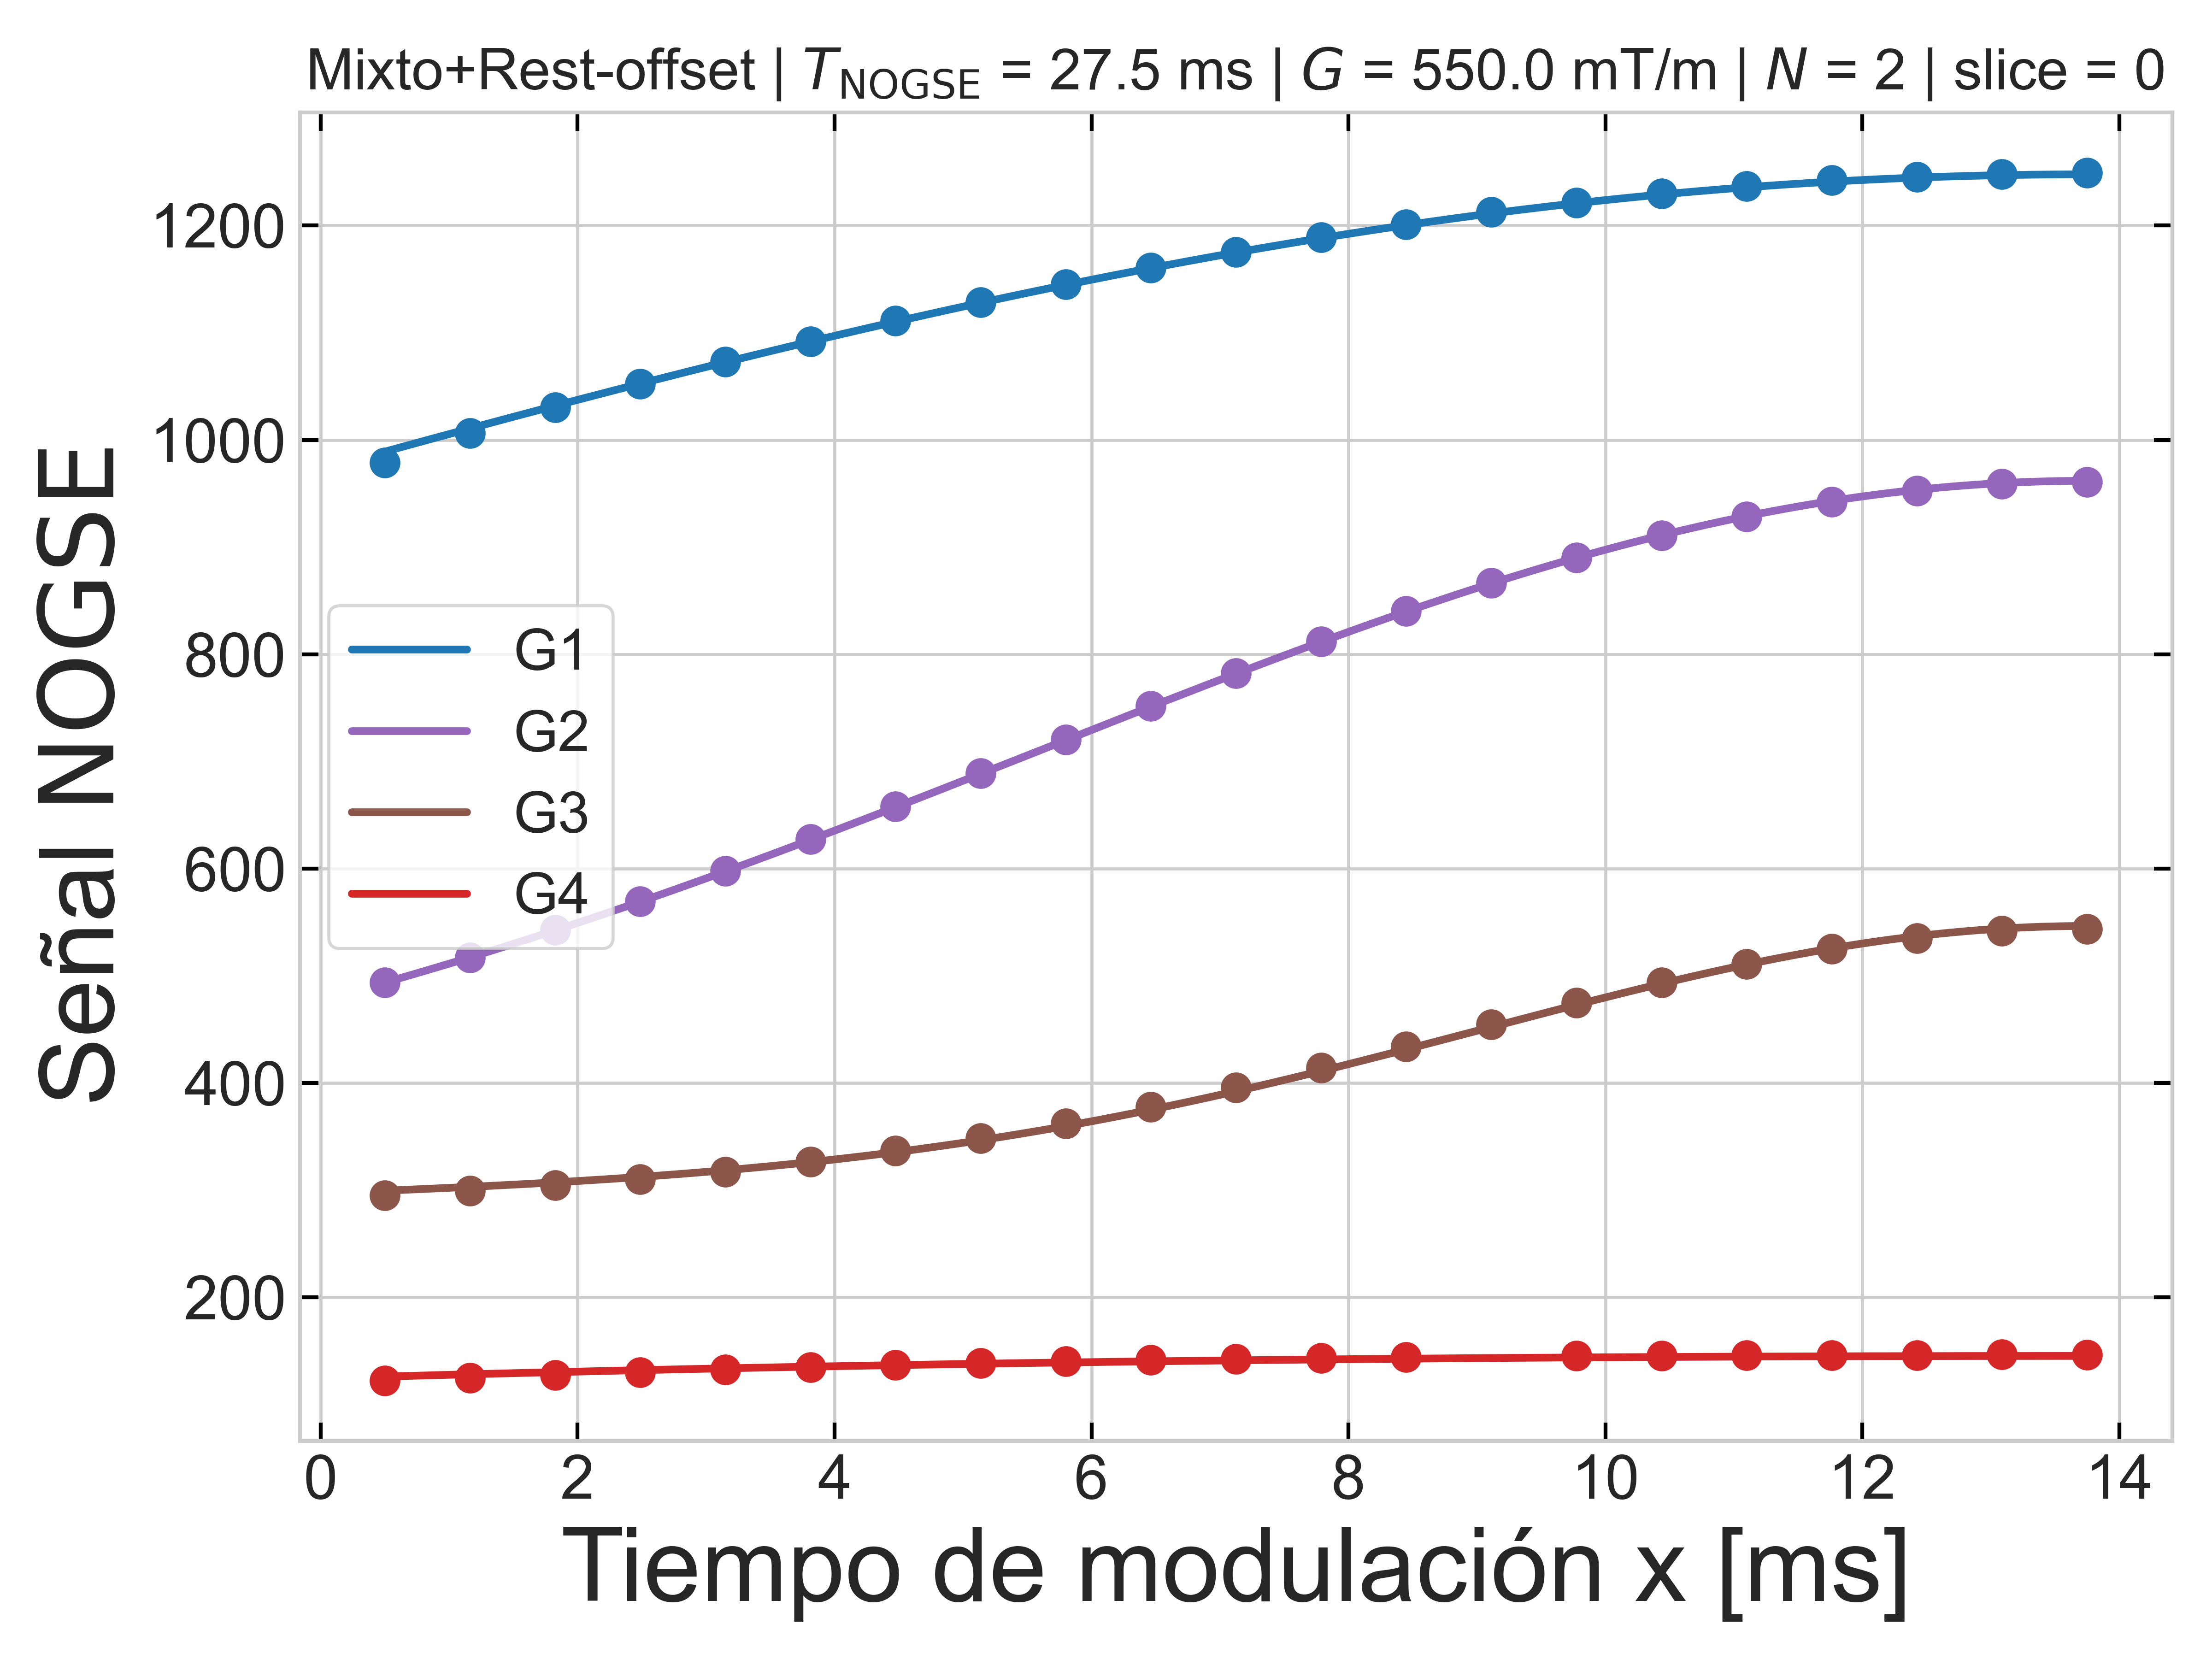 Mixto+Rest-offset | T_NOGSE = 27.5 ms | G = 550.0 mT/m | N = 2 | slice = 0
Señal NOGSE
1200
1000
800
600
400
200
G1
G2
G3
G4
0 2 4 6 8 10 12 14
Tiempo de modulación x [ms]